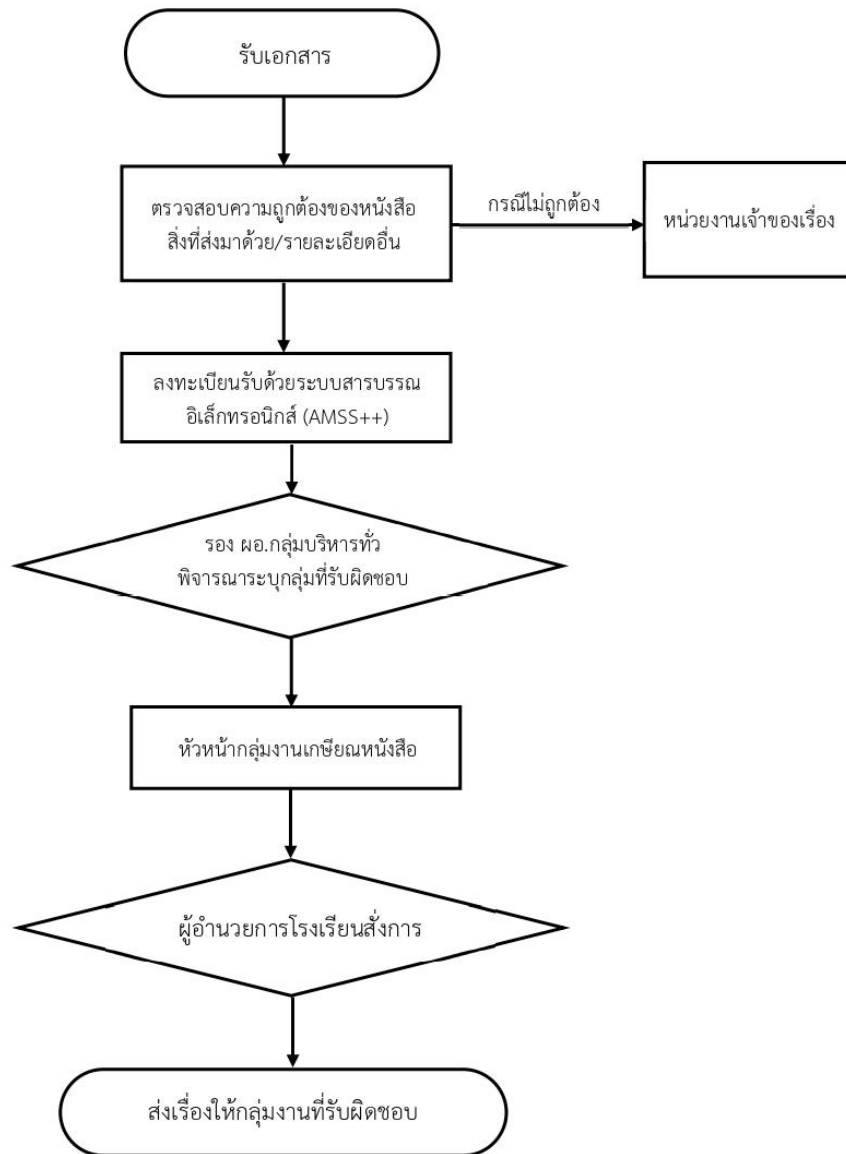 รับเอกสาร
ตรวจสอบความถูกต้องของหนังสือ
สิ่งที่ส่งมาด้วย/รายละเอียดอื่น
กรณีไม่ถูกต้อง
หน่วยงานเจ้าของเรื่อง
ลงทะเบียนรับด้วยระบบสารบรรณ
อิเล็กทรอนิกส์ (AMSS++)
รอง ผอ.กลุ่มบริหารทั่ว
พิจารณาระบุกลุ่มที่รับผิดชอบ
หัวหน้ากลุ่มงานเกษียณหนังสือ
ผู้อำนวยการโรงเรียนสั่งการ
ส่งเรื่องให้กลุ่มงานที่รับผิดชอบ